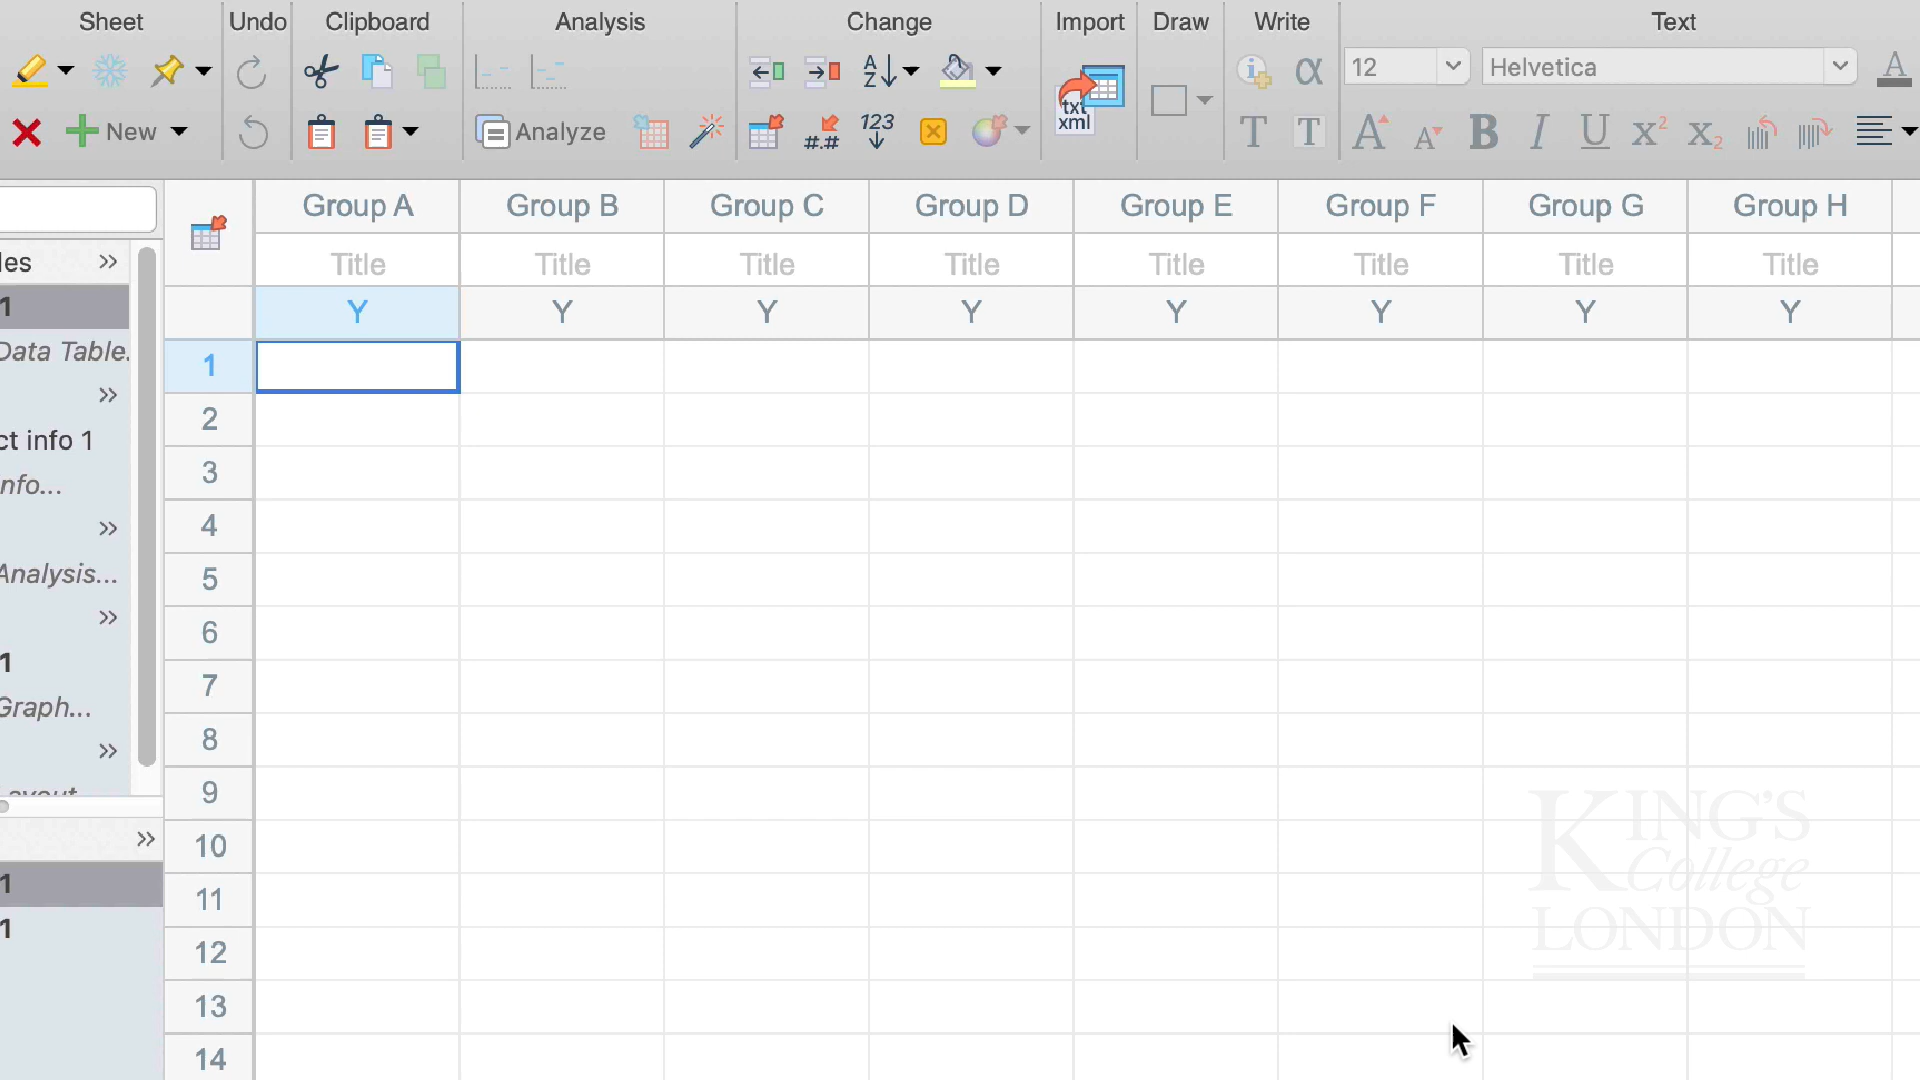 Sheet Undo Clipboard Analysis Change Import Draw Write Text
12 Helvetica
New Analyze
Group A Group B Group C Group D Group E Group F Group G Group H
Title Title Title Title Title Title Title Title
Y Y Y Y Y Y Y Y
les
1
Data Table.
ct info 1
nfo...
Analysis...
1
Graph...
1
1
1
2
3
4
5
6
7
8
9
10
11
12
13
14
txt
xml
A
Z
#.##
123
KING'S
College
LONDON